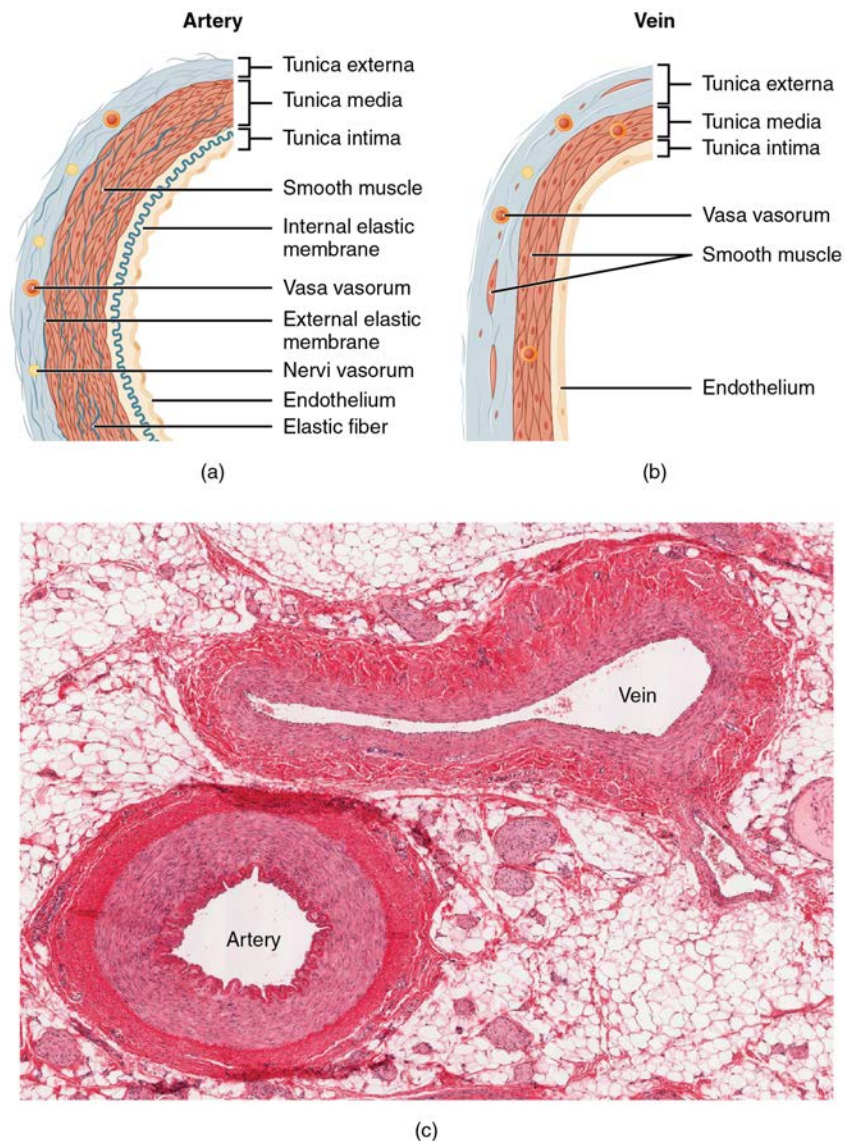 Artery
Tunica externa
Tunica media
Tunica intima
Smooth muscle
Internal elastic
membrane
Vasa vasorum
External elastic
membrane
Nervi vasorum
Endothelium
Elastic fiber
(a)
Vein
Tunica externa
Tunica media
Tunica intima
Vasa vasorum
Smooth muscle
Endothelium
(b)
Vein
Artery
(c)